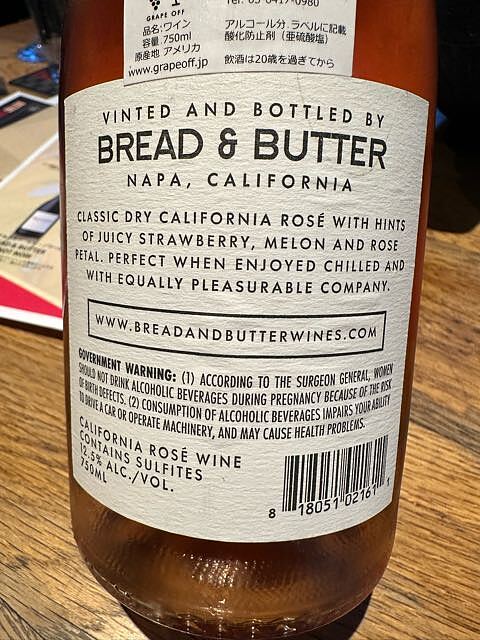 GRAPE OFF
Tel. 03-6417-0980
品名:ワイン
容量 750ml
原産地 アメリカ
www.grapeoff.jp
アルコール分 ラベルに記載
酸化防止剤(亜硫酸塩)
飲酒は20歳を過ぎてから
VINTED AND BOTTLED BY
BREAD & BUTTER
NAPA, CALIFORNIA
CLASSIC DRY CALIFORNIA ROSÉ WITH HINTS
OF JUICY STRAWBERRY, MELON AND ROSE
PETAL. PERFECT WHEN ENJOYED CHILLED AND
WITH EQUALLY PLEASURABLE COMPANY.
WWW.BREADANDBUTTERWINES.COM
GOVERNMENT WARNING: (1) ACCORDING TO THE SURGEON GENERAL, WOMEN
SHOULD NOT DRINK ALCOHOLIC BEVERAGES DURING PREGNANCY BECAUSE OF THE RISK
OF BIRTH DEFECTS. (2) CONSUMPTION OF ALCOHOLIC BEVERAGES IMPAIRS YOUR ABILITY
TO DRIVE A CAR OR OPERATE MACHINERY, AND MAY CAUSE HEALTH PROBLEMS.
CALIFORNIA ROSÉ WINE
CONTAINS SULFITES
12.5% ALC./VOL.
750ML
8 18051 02161 1